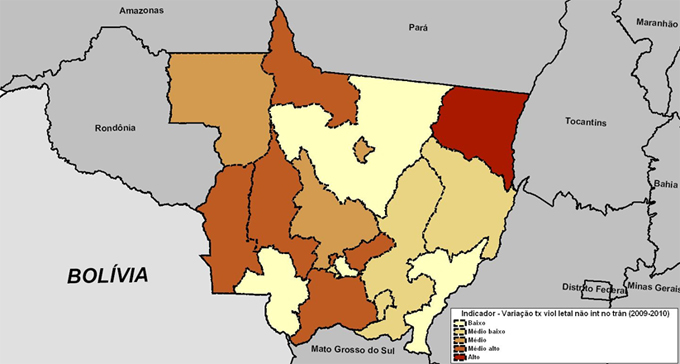 Amazonas
Pará
Maranhão
Rondônia
Tocantins
Bahia
BOLÍVIA
Distrito Federal
Minas Gerais
Mato Grosso do Sul
Indicador - Variação tx viol letal não int no trân (2009-2010)
Baixo
Médio baixo
Médio
Médio alto
Alto